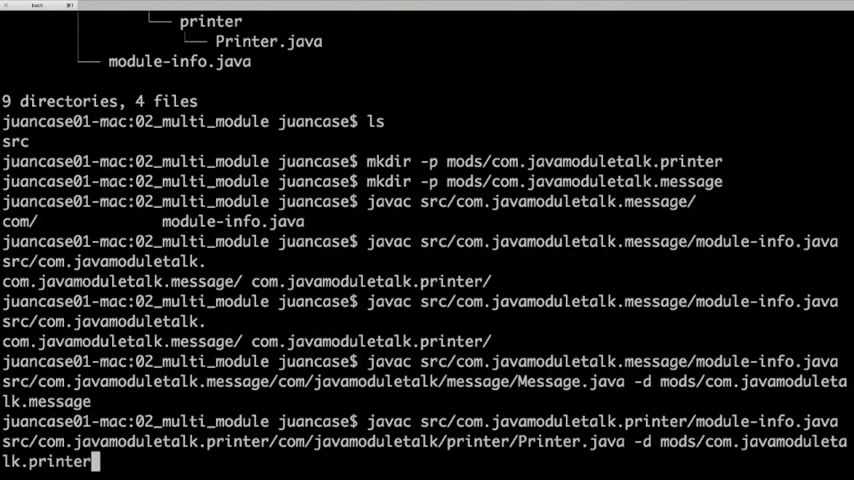 bash
⌘1
└── printer
└── Printer.java
└── module-info.java
9 directories, 4 files
juancase01-mac:02_multi_module juancase$ ls
src
juancase01-mac:02_multi_module juancase$ mkdir -p mods/com.javamoduletalk.printer
juancase01-mac:02_multi_module juancase$ mkdir -p mods/com.javamoduletalk.message
juancase01-mac:02_multi_module juancase$ javac src/com.javamoduletalk.message/
com/ module-info.java
juancase01-mac:02_multi_module juancase$ javac src/com.javamoduletalk.message/module-info.java
src/com.javamoduletalk.
com.javamoduletalk.message/ com.javamoduletalk.printer/
juancase01-mac:02_multi_module juancase$ javac src/com.javamoduletalk.message/module-info.java
src/com.javamoduletalk.
com.javamoduletalk.message/ com.javamoduletalk.printer/
juancase01-mac:02_multi_module juancase$ javac src/com.javamoduletalk.message/module-info.java
src/com.javamoduletalk.message/com/javamoduletalk/message/Message.java -d mods/com.javamoduleta
lk.message
juancase01-mac:02_multi_module juancase$ javac src/com.javamoduletalk.printer/module-info.java
src/com.javamoduletalk.printer/com/javamoduletalk/printer/Printer.java -d mods/com.javamoduleta
lk.printer